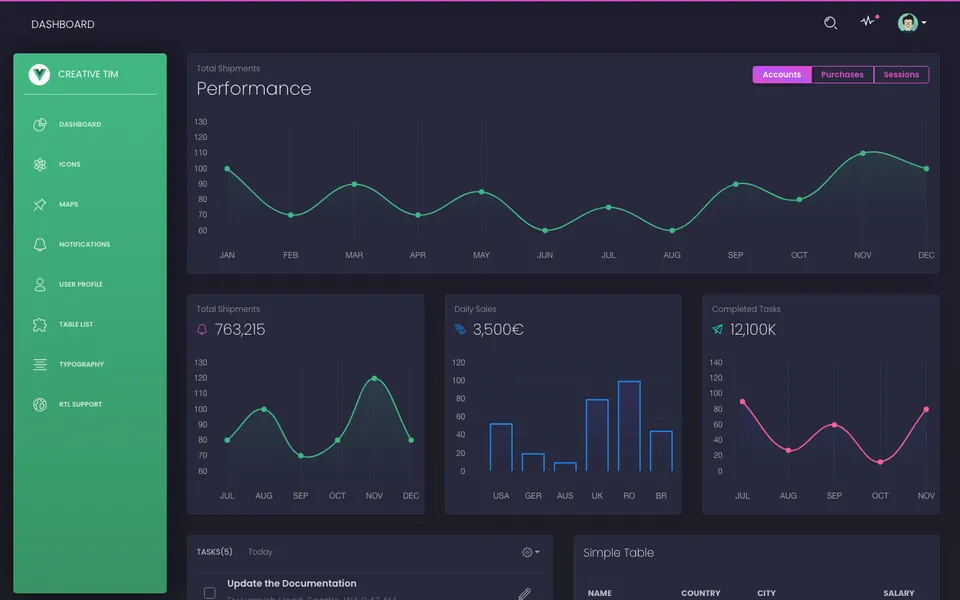 DASHBOARD
CREATIVE TIM
DASHBOARD
ICONS
MAPS
NOTIFICATIONS
USER PROFILE
TABLE LIST
TYPOGRAPHY
RTL SUPPORT
Total Shipments
Performance
Accounts Purchases Sessions
130
120
110
100
90
80
70
60
JAN FEB MAR APR MAY JUN JUL AUG SEP OCT NOV DEC
Total Shipments
763,215
130
120
110
100
90
80
70
60
JUL AUG SEP OCT NOV DEC
Daily Sales
3,500€
120
100
80
60
40
20
0
USA GER AUS UK RO BR
Completed Tasks
12,100K
140
120
100
80
60
40
20
0
JUL AUG SEP OCT NOV
TASKS(5) Today
Update the Documentation
Simple Table
NAME COUNTRY CITY SALARY